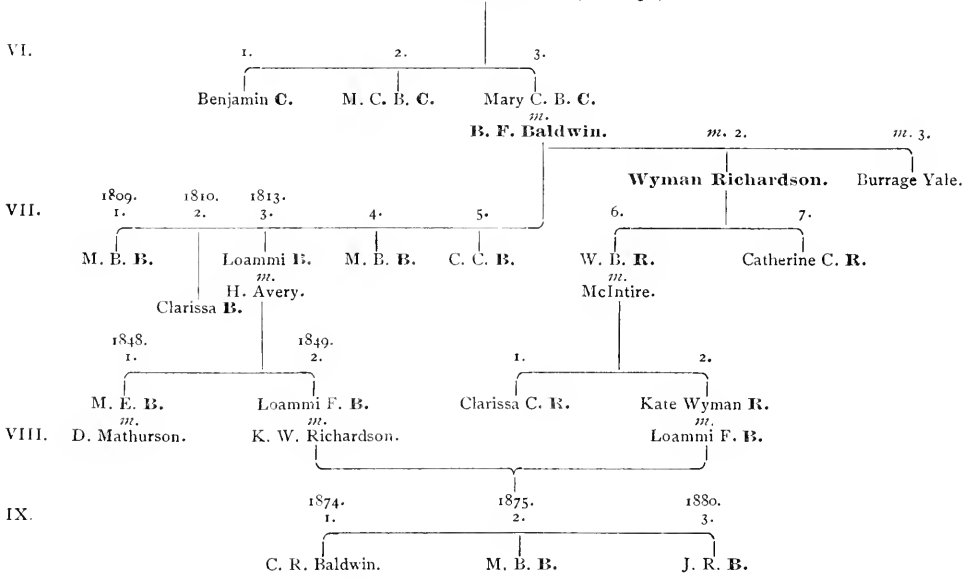 VI.
1. 2. 3.
Benjamin C. M. C. B. C. Mary C. B. C.
m.
B. F. Baldwin. m. 2. m. 3.
Wyman Richardson. Burrage Yale.
1809. 1810. 1813.
VII. 1. 2. 3. 4. 5. 6. 7.
M. B. B. Loammi B. M. B. B. C. C. B. W. B. R. Catherine C. R.
m. m.
H. Avery. McIntire.
Clarissa B.
1848. 1849.
1. 2. 1. 2.
M. E. B. Loammi F. B. Clarissa C. R. Kate Wyman R.
m. m. m.
VIII. D. Mathurson. K. W. Richardson. Loammi F. B.
1874. 1875. 1880.
IX. 1. 2. 3.
C. R. Baldwin. M. B. B. J. R. B.